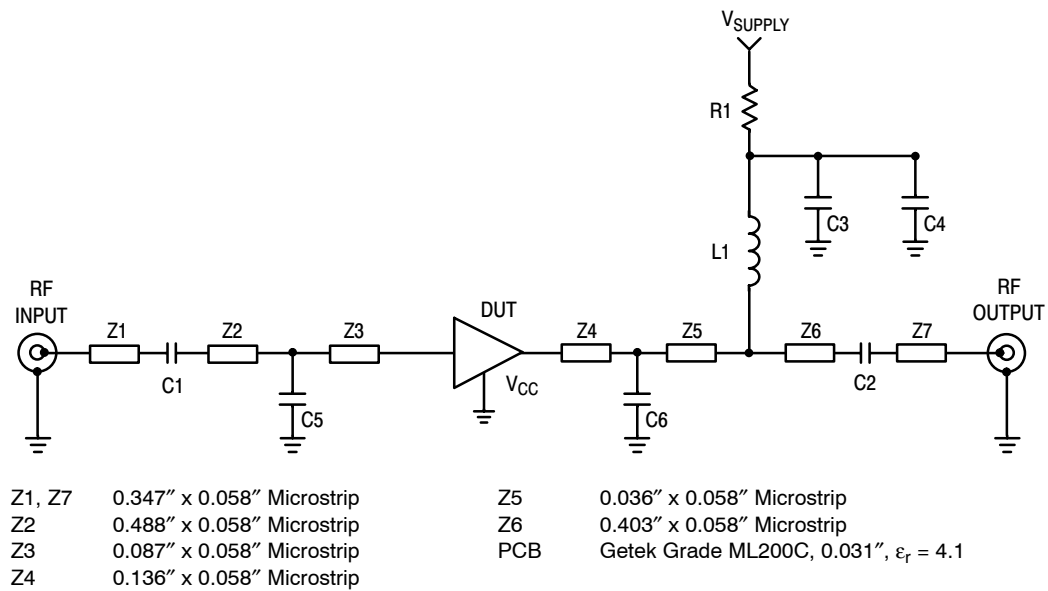 VSUPPLY
R1
C3
C4
L1
RF
INPUT
RF
OUTPUT
Z1
Z2
Z3
DUT
Z4
Z5
Z6
Z7
C1
C5
VCC
C6
C2
Z1, Z7 0.347″ x 0.058″ Microstrip
Z2 0.488″ x 0.058″ Microstrip
Z3 0.087″ x 0.058″ Microstrip
Z4 0.136″ x 0.058″ Microstrip
Z5 0.036″ x 0.058″ Microstrip
Z6 0.403″ x 0.058″ Microstrip
PCB Getek Grade ML200C, 0.031″, εr = 4.1